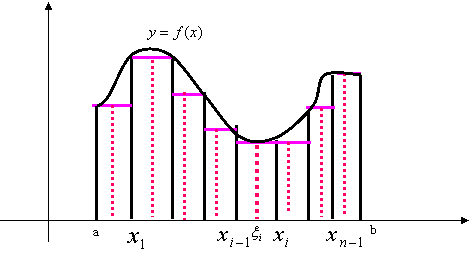 y = f(x)
a x₁ xᵢ₋₁ ξᵢ xᵢ xₙ₋₁ b